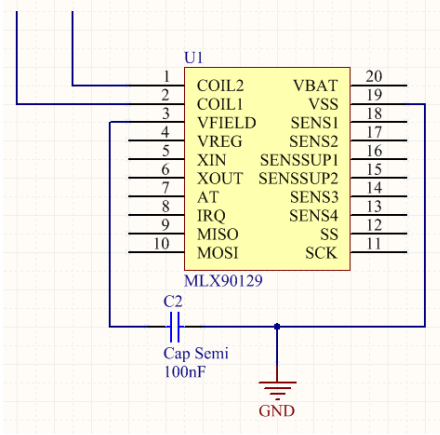 U1
1 COIL2 VBAT 20
2 COIL1 VSS 19
3 VFIELD SENS1 18
4 VREG SENS2 17
5 XIN SENSSUP1 16
6 XOUT SENSSUP2 15
7 AT SENS3 14
8 IRQ SENS4 13
9 MISO SS 12
10 MOSI SCK 11
MLX90129
C2
Cap Semi
100nF
GND